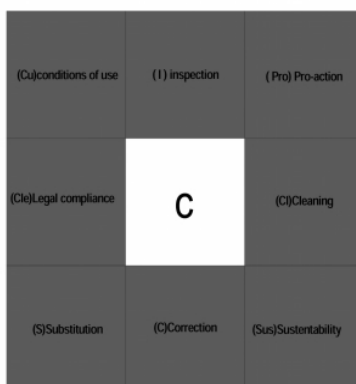 (Cu)conditions of use
( I ) inspection
( Pro) Pro-action
(Cle)Legal compliance
C
(Cl)Cleaning
(S)Substitution
(C)Correction
(Sus)Sustentability